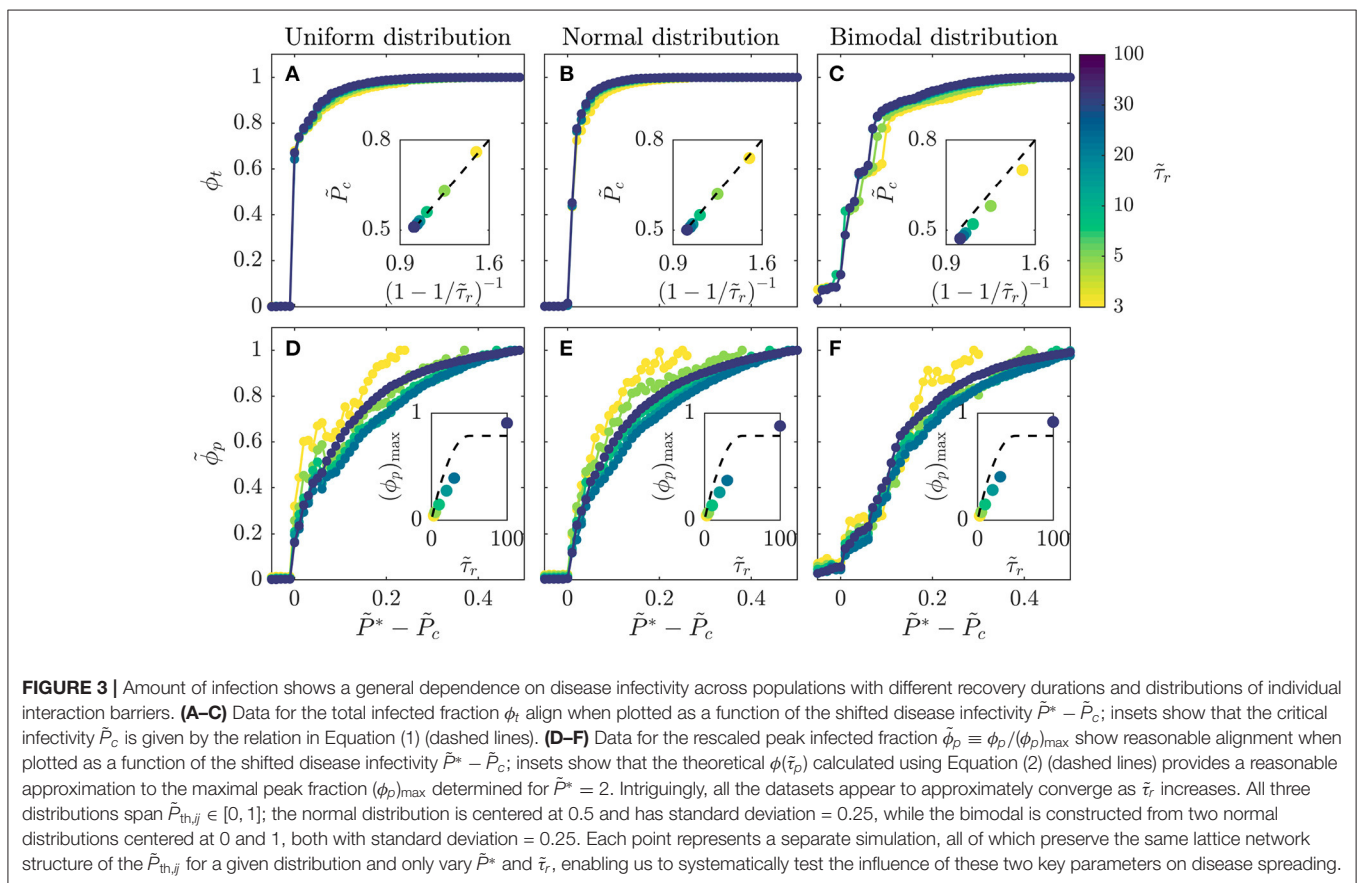 Uniform distribution
Normal distribution
Bimodal distribution
A
B
C
ϕt
1
0.8
0.6
0.4
0.2
0
0.8
P̃c
0.5
0.9
1.6
(1 − 1/τ̃r)⁻¹
0.8
P̃c
0.5
0.9
1.6
(1 − 1/τ̃r)⁻¹
0.8
P̃c
0.5
0.9
1.6
(1 − 1/τ̃r)⁻¹
100
30
20
10
5
3
τ̃r
D
E
F
ϕ̃p
1
0.8
0.6
0.4
0.2
0
1
(ϕp)max
0
0
100
τ̃r
1
(ϕp)max
0
0
100
τ̃r
1
(ϕp)max
0
0
100
τ̃r
0
0.2
0.4
0
0.2
0.4
0
0.2
0.4
P̃* − P̃c
P̃* − P̃c
P̃* − P̃c
FIGURE 3 | Amount of infection shows a general dependence on disease infectivity across populations with different recovery durations and distributions of individual
interaction barriers. (A–C) Data for the total infected fraction ϕt align when plotted as a function of the shifted disease infectivity P̃* − P̃c; insets show that the critical
infectivity P̃c is given by the relation in Equation (1) (dashed lines). (D–F) Data for the rescaled peak infected fraction ϕ̃p ≡ ϕp/(ϕp)max show reasonable alignment when
plotted as a function of the shifted disease infectivity P̃* − P̃c; insets show that the theoretical ϕ(τ̃p) calculated using Equation (2) (dashed lines) provides a reasonable
approximation to the maximal peak fraction (ϕp)max determined for P̃* = 2. Intriguingly, all the datasets appear to approximately converge as τ̃r increases. All three
distributions span P̃th,ij ∈ [0, 1]; the normal distribution is centered at 0.5 and has standard deviation = 0.25, while the bimodal is constructed from two normal
distributions centered at 0 and 1, both with standard deviation = 0.25. Each point represents a separate simulation, all of which preserve the same lattice network
structure of the P̃th,ij for a given distribution and only vary P̃* and τ̃r, enabling us to systematically test the influence of these two key parameters on disease spreading.